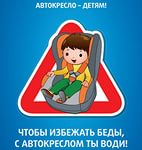 АВТОКРЕСЛО – ДЕТЯМ!
ЧТОБЫ ИЗБЕЖАТЬ БЕДЫ,
С АВТОКРЕСЛОМ ТЫ ВОДИ!